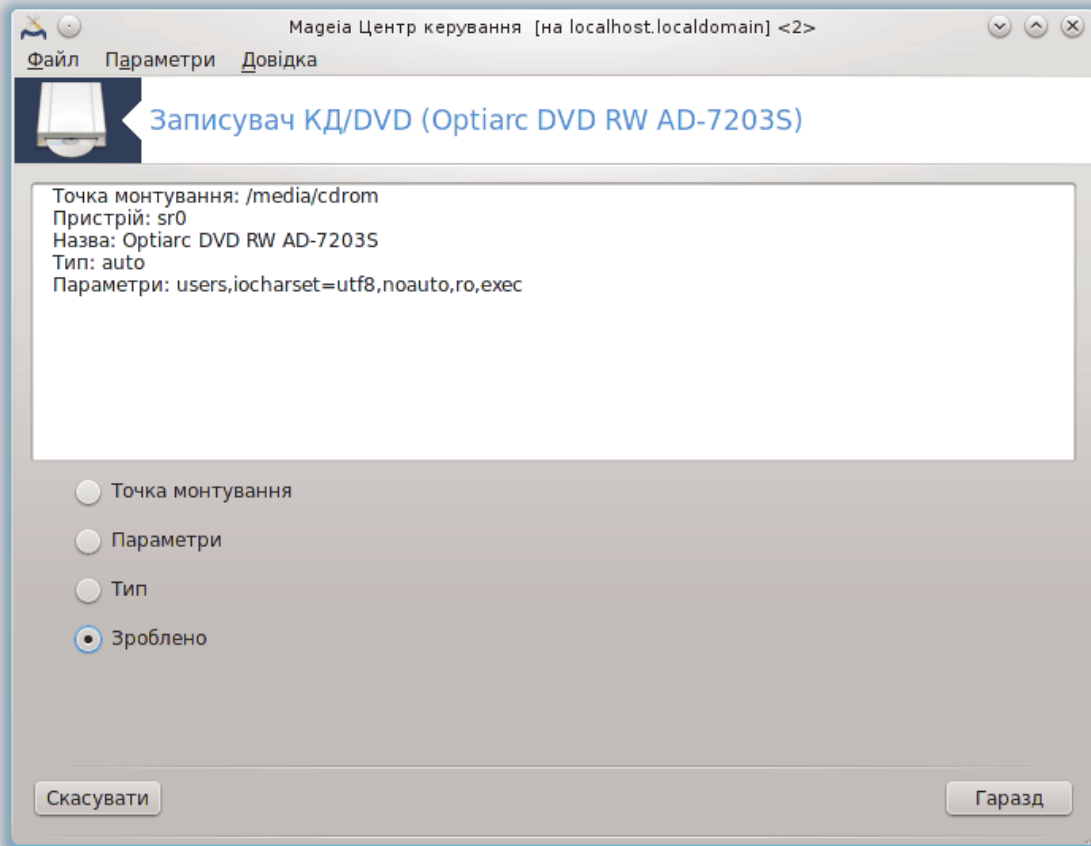 Mageia Центр керування [на localhost.localdomain] <2>
Файл Параметри Довідка
Записувач КД/DVD (Optiarc DVD RW AD-7203S)
Точка монтування: /media/cdrom
Пристрій: sr0
Назва: Optiarc DVD RW AD-7203S
Тип: auto
Параметри: users,iocharset=utf8,noauto,ro,exec
Точка монтування
Параметри
Тип
Зроблено
Скасувати Гаразд